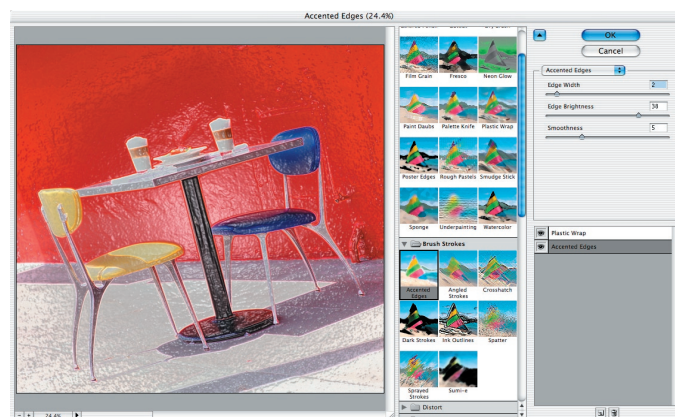 Accented Edges (24.4%)
Film Grain Fresco Neon Glow
Paint Daubs Palette Knife Plastic Wrap
Poster Edges Rough Pastels Smudge Stick
Sponge Underpainting Watercolor
Brush Strokes
Accented Edges
Angled Strokes
Crosshatch
Dark Strokes Ink Outlines Spatter
Sprayed Strokes
Sumi-e
Distort
OK
Cancel
Accented Edges
Edge Width 2
Edge Brightness 38
Smoothness 5
Plastic Wrap
Accented Edges
24.4%